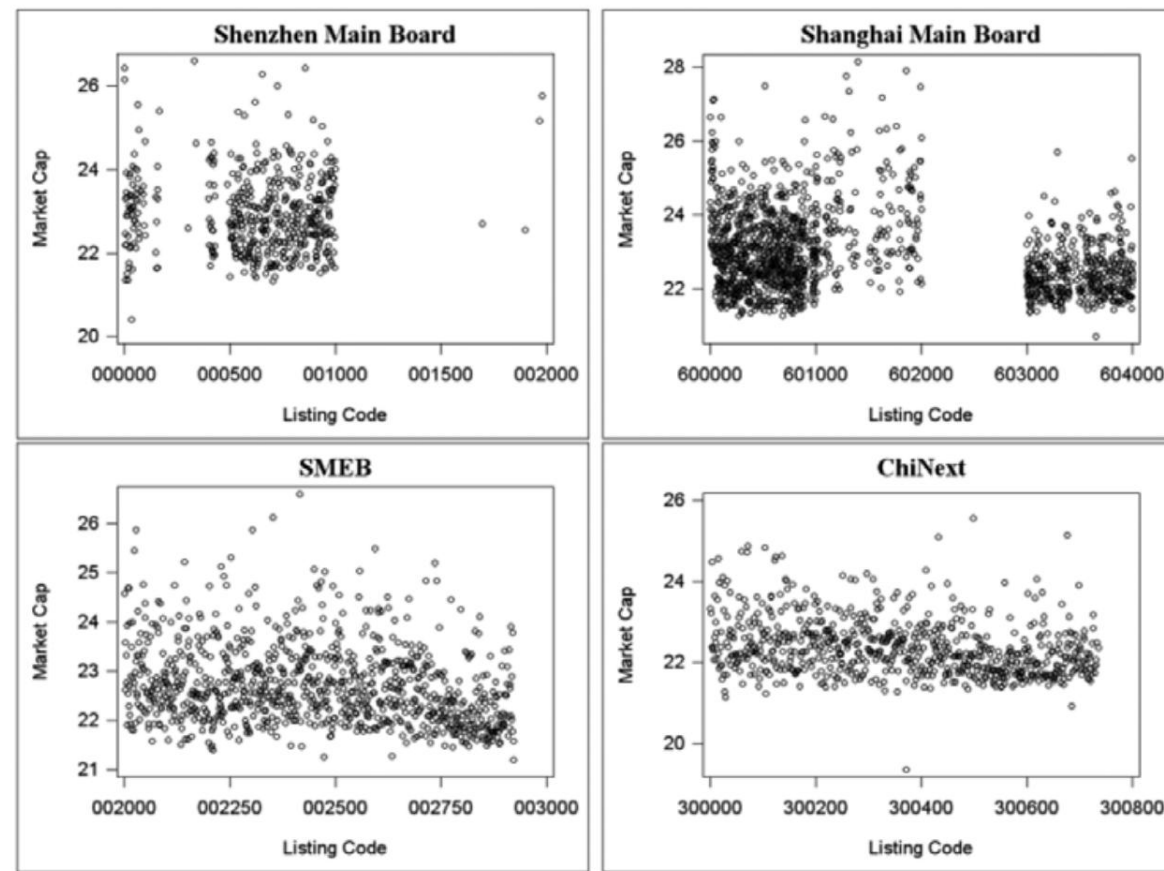 Shenzhen Main Board
Market Cap
26
24
22
20
000000 000500 001000 001500 002000
Listing Code
Shanghai Main Board
Market Cap
28
26
24
22
600000 601000 602000 603000 604000
Listing Code
SMEB
Market Cap
26
25
24
23
22
21
002000 002250 002500 002750 003000
Listing Code
ChiNext
Market Cap
26
24
22
20
300000 300200 300400 300600 300800
Listing Code